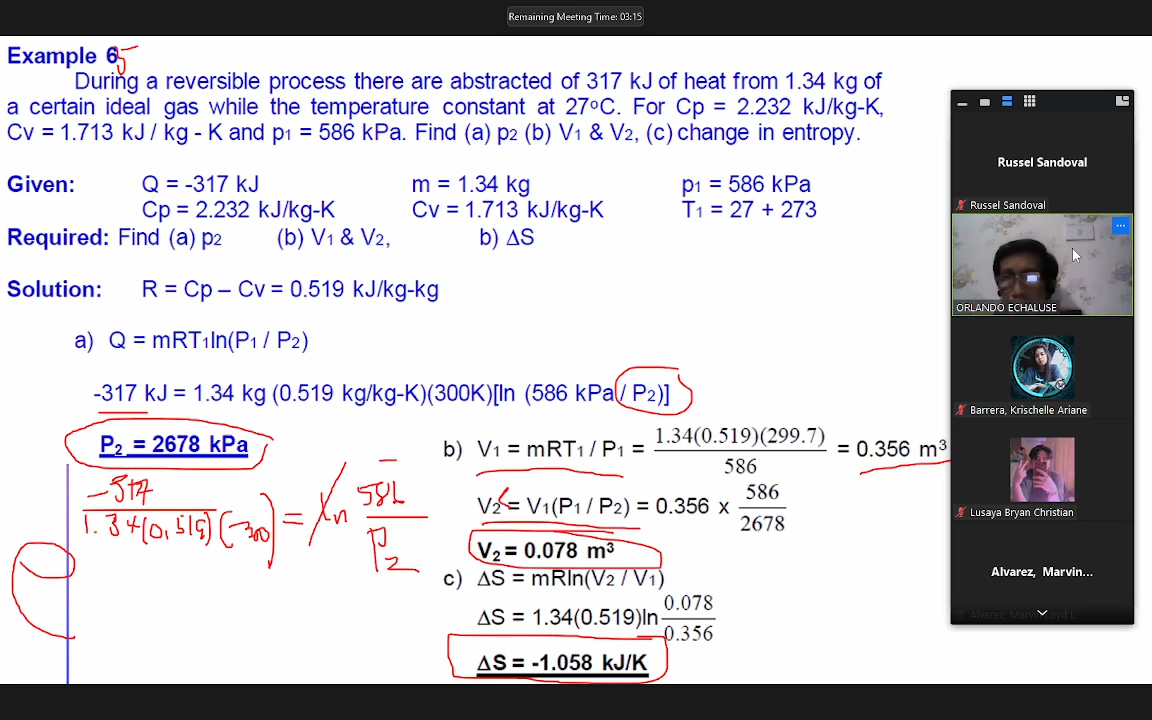 Remaining Meeting Time: 03:15
Example 6 5
During a reversible process there are abstracted of 317 kJ of heat from 1.34 kg of
a certain ideal gas while the temperature constant at 27ºC. For Cp = 2.232 kJ/kg-K,
Cv = 1.713 kJ / kg - K and p1 = 586 kPa. Find (a) p2 (b) V1 & V2, (c) change in entropy.
Given: Q = -317 kJ m = 1.34 kg p1 = 586 kPa
Cp = 2.232 kJ/kg-K Cv = 1.713 kJ/kg-K T1 = 27 + 273
Required: Find (a) p2 (b) V1 & V2, b) ΔS
Solution: R = Cp – Cv = 0.519 kJ/kg-kg
a) Q = mRT1ln(P1 / P2)
-317 kJ = 1.34 kg (0.519 kg/kg-K)(300K)[ln (586 kPa / P2)]
P2 = 2678 kPa
-317 / 1.34(0.519)(300) = ln 586 / P2
b) V1 = mRT1 / P1 = 1.34(0.519)(299.7) / 586 = 0.356 m³
V2 = V1(P1 / P2) = 0.356 x 586 / 2678
V2 = 0.078 m³
c) ΔS = mRln(V2 / V1)
ΔS = 1.34(0.519)ln 0.078 / 0.356
ΔS = -1.058 kJ/K
Russel Sandoval
Russel Sandoval
ORLANDO ECHALUSE
Barrera, Krischelle Ariane
Lusaya Bryan Christian
Alvarez, Marvin...